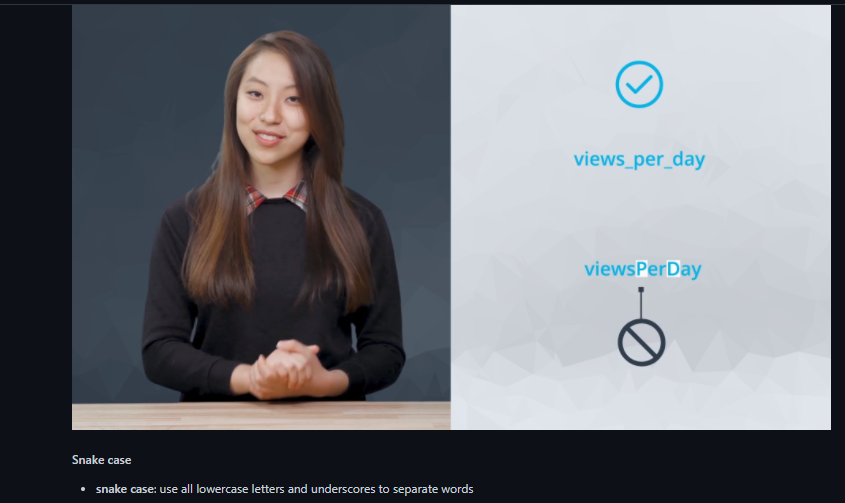 views_per_day
viewsPerDay
Snake case
snake case: use all lowercase letters and underscores to separate words